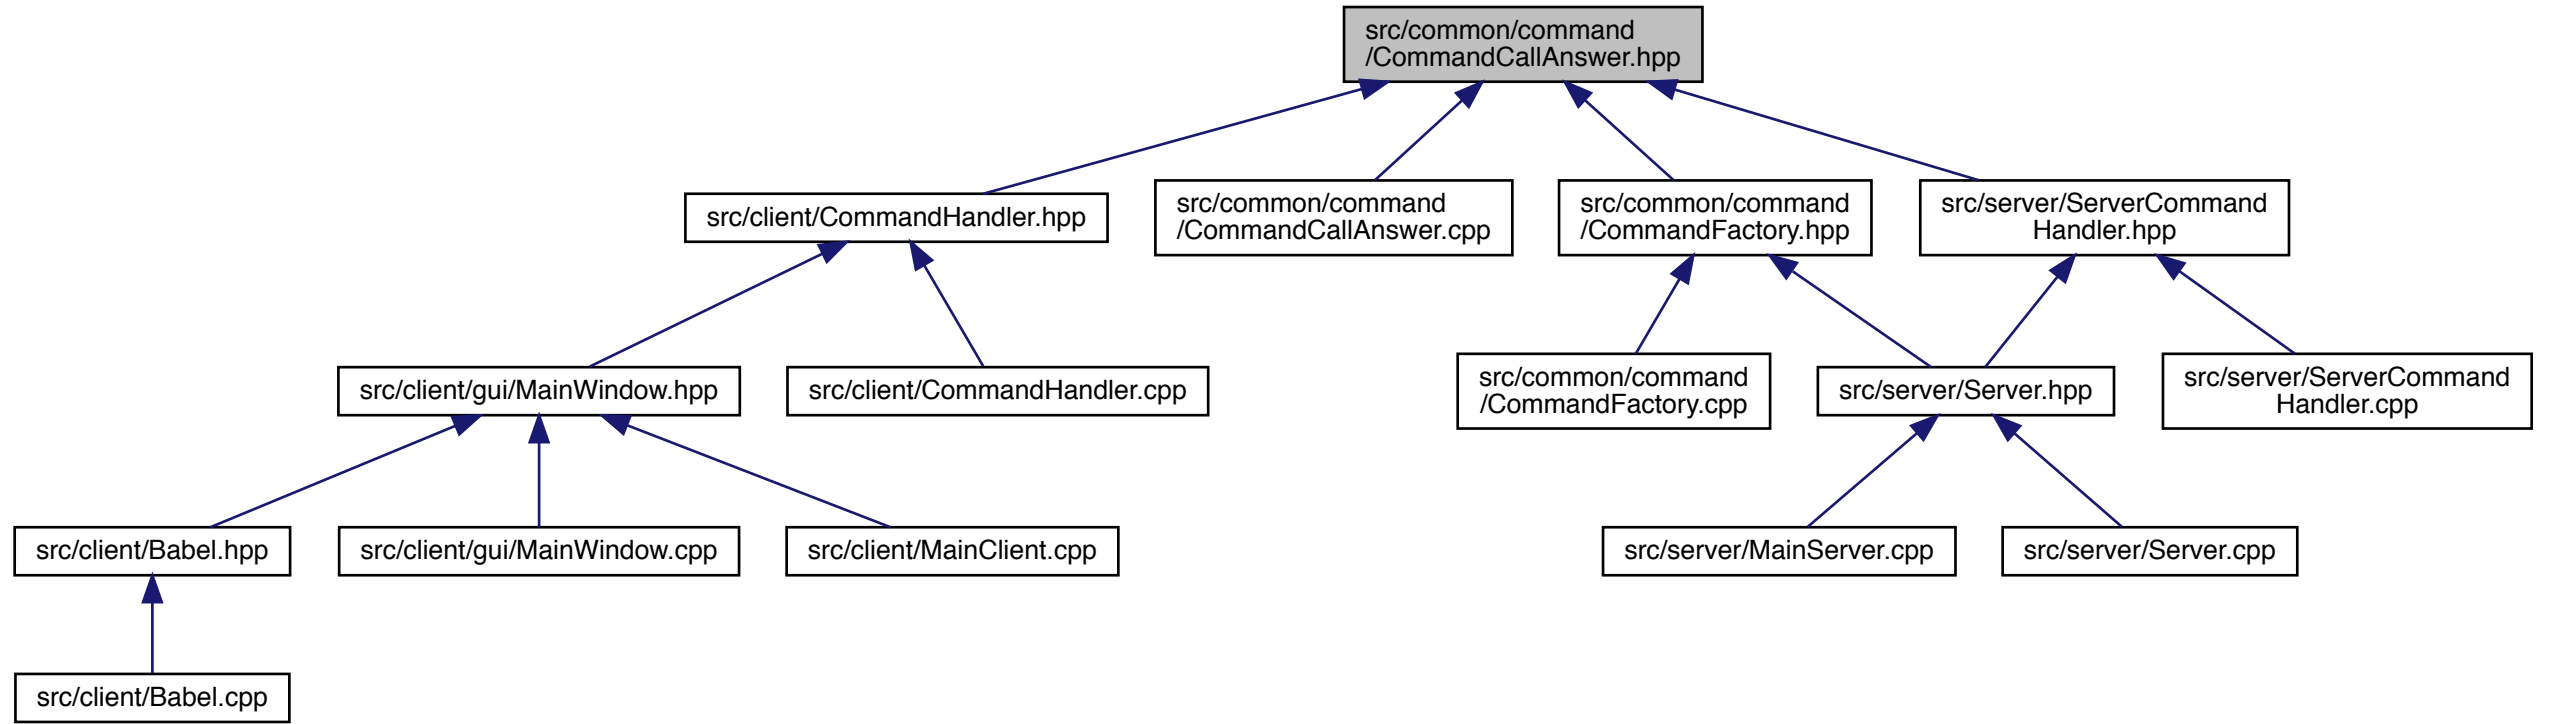 src/common/command
/CommandCallAnswer.hpp
src/client/CommandHandler.hpp
src/common/command
/CommandCallAnswer.cpp
src/common/command
/CommandFactory.hpp
src/server/ServerCommand
Handler.hpp
src/client/gui/MainWindow.hpp
src/client/CommandHandler.cpp
src/common/command
/CommandFactory.cpp
src/server/Server.hpp
src/server/ServerCommand
Handler.cpp
src/client/Babel.hpp
src/client/gui/MainWindow.cpp
src/client/MainClient.cpp
src/server/MainServer.cpp
src/server/Server.cpp
src/client/Babel.cpp